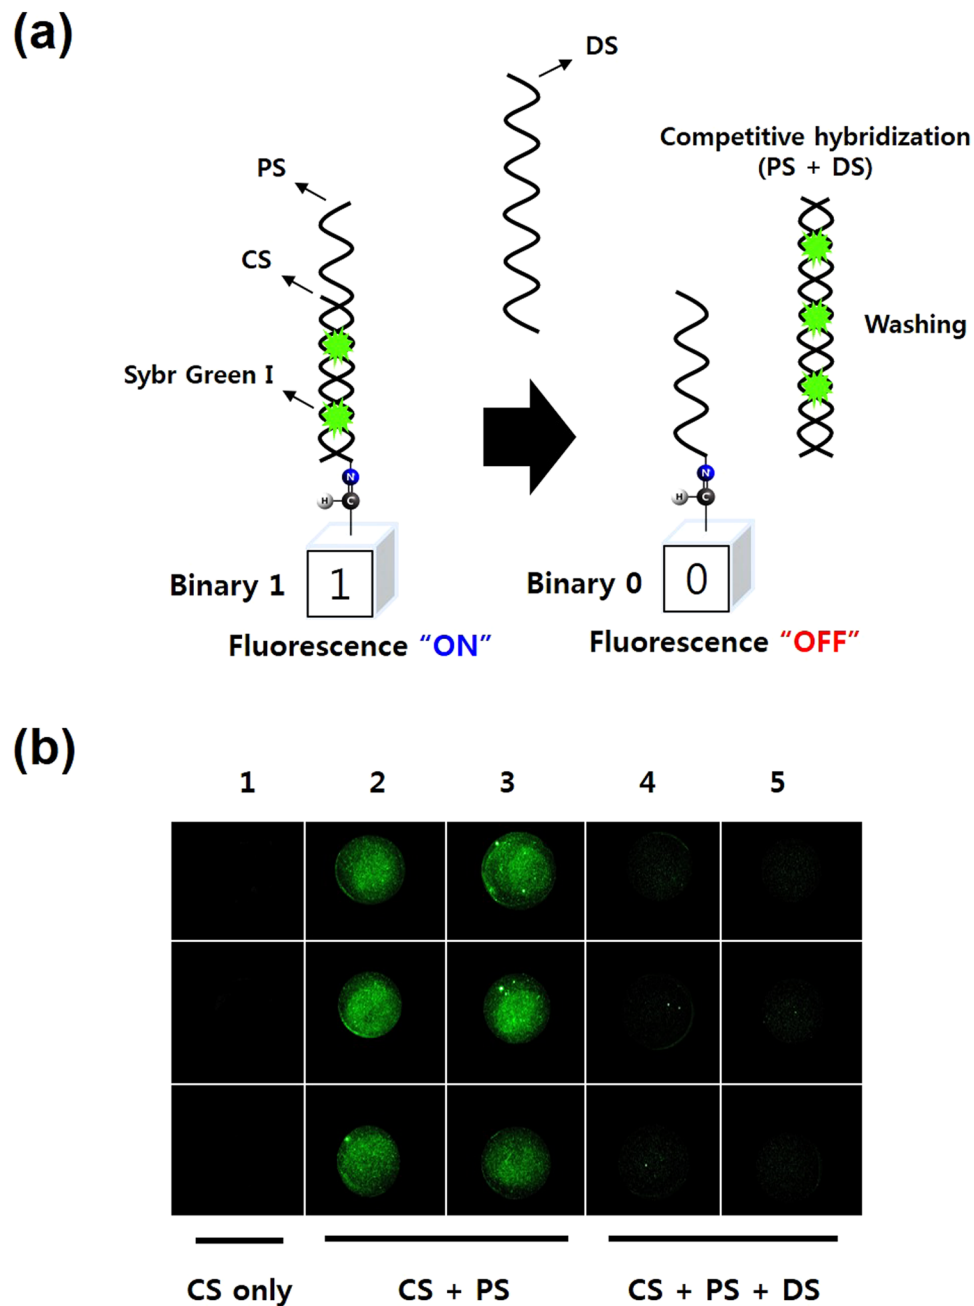 (a)
DS
Competitive hybridization
(PS + DS)
PS
CS
Washing
Sybr Green I
N
H C
N
H C
Binary 1 1
Binary 0 0
Fluorescence “ON”
Fluorescence “OFF”
(b)
1 2 3 4 5
CS only CS + PS CS + PS + DS